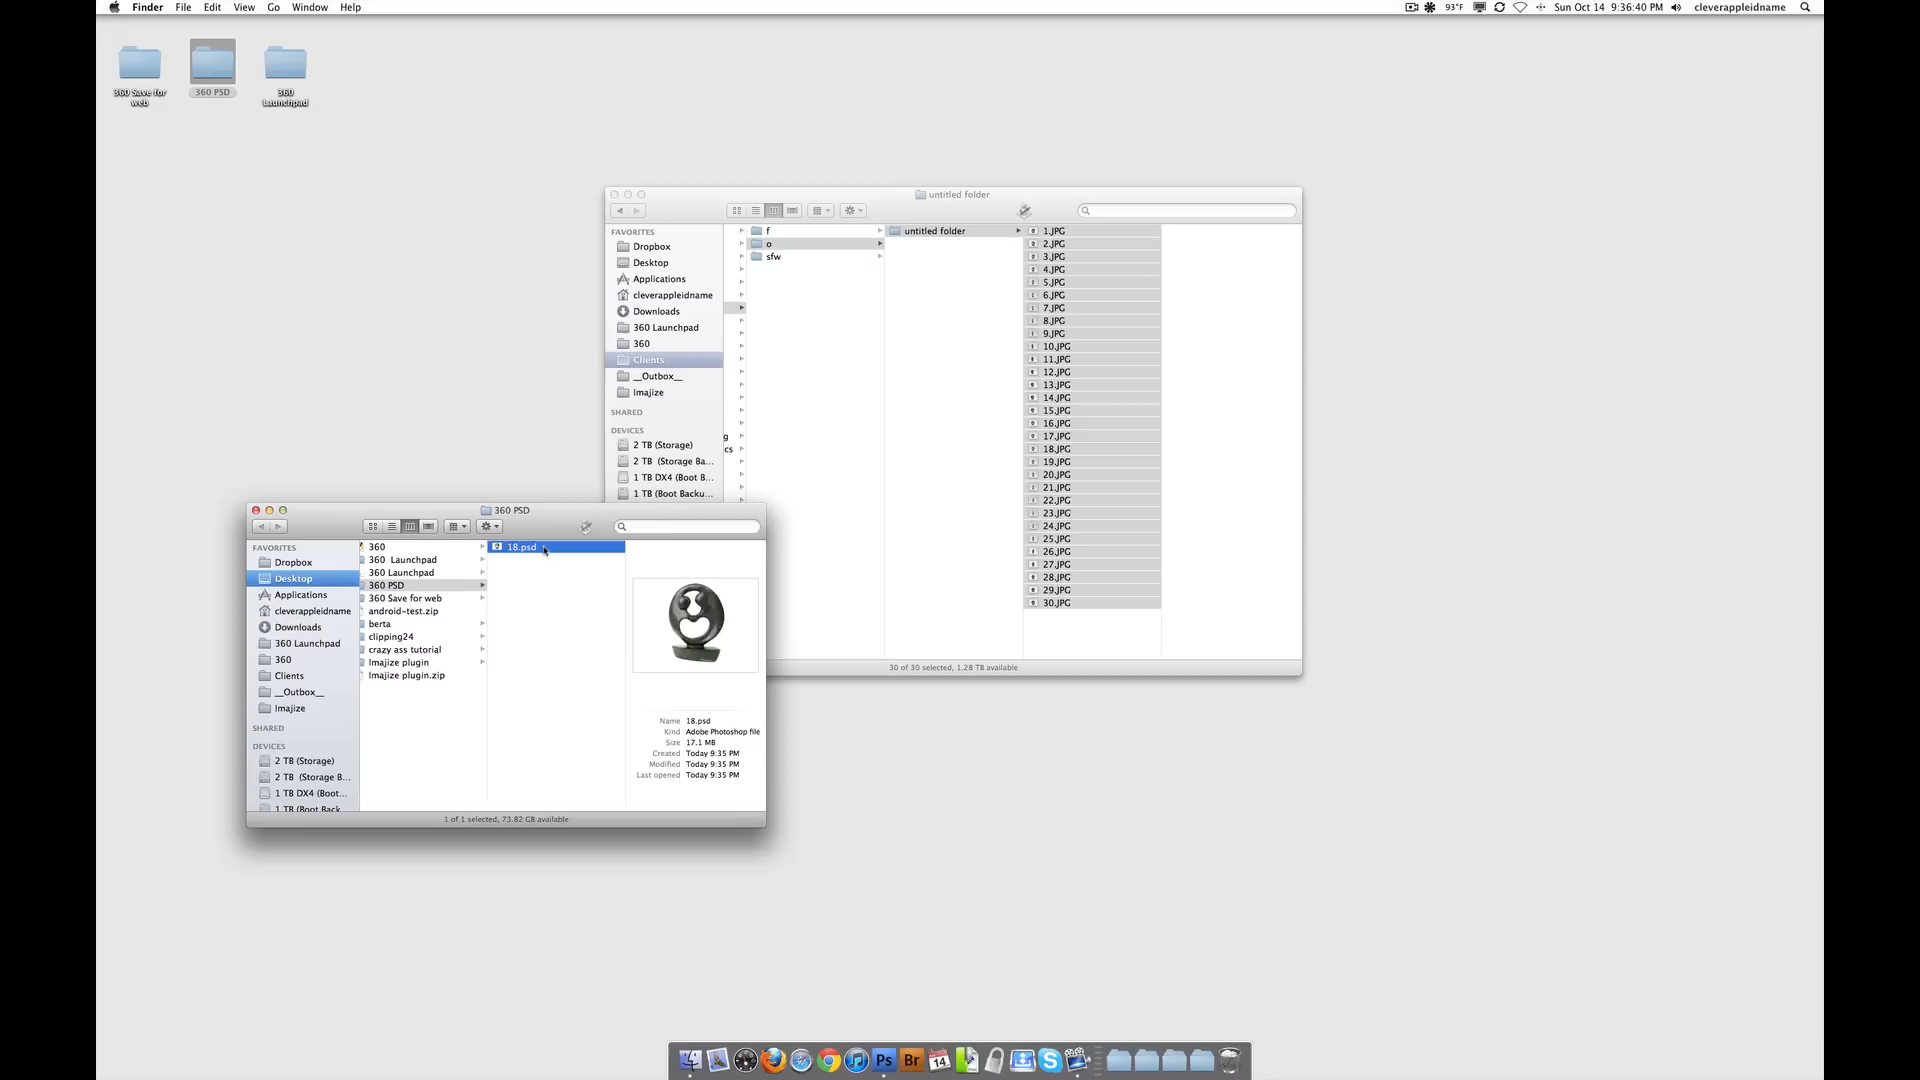 Finder File Edit View Go Window Help
93°F Sun Oct 14 9:36:40 PM cleverappleidname
360 Save for web
360 PSD
360 Launchpad
untitled folder
FAVORITES
Dropbox
Desktop
Applications
cleverappleidname
Downloads
360 Launchpad
360
Clients
__Outbox__
Imajize
SHARED
DEVICES
2 TB (Storage)
2 TB (Storage Ba...
1 TB DX4 (Boot B...
1 TB (Boot Backu...
g
cs
f
o
sfw
untitled folder
1.JPG
2.JPG
3.JPG
4.JPG
5.JPG
6.JPG
7.JPG
8.JPG
9.JPG
10.JPG
11.JPG
12.JPG
13.JPG
14.JPG
15.JPG
16.JPG
17.JPG
18.JPG
19.JPG
20.JPG
21.JPG
22.JPG
23.JPG
24.JPG
25.JPG
26.JPG
27.JPG
28.JPG
29.JPG
30.JPG
30 of 30 selected, 1.28 TB available
360 PSD
FAVORITES
Dropbox
Desktop
Applications
cleverappleidname
Downloads
360 Launchpad
360
Clients
__Outbox__
Imajize
SHARED
DEVICES
2 TB (Storage)
2 TB (Storage B...
1 TB DX4 (Boot...
1 TB (Boot Back
360
360 Launchpad
360 Launchpad
360 PSD
360 Save for web
android-test.zip
berta
clipping24
crazy ass tutorial
Imajize plugin
Imajize plugin.zip
18.psd
Name 18.psd
Kind Adobe Photoshop file
Size 17.1 MB
Created Today 9:35 PM
Modified Today 9:35 PM
Last opened Today 9:35 PM
1 of 1 selected, 73.82 GB available
Ps Br 14